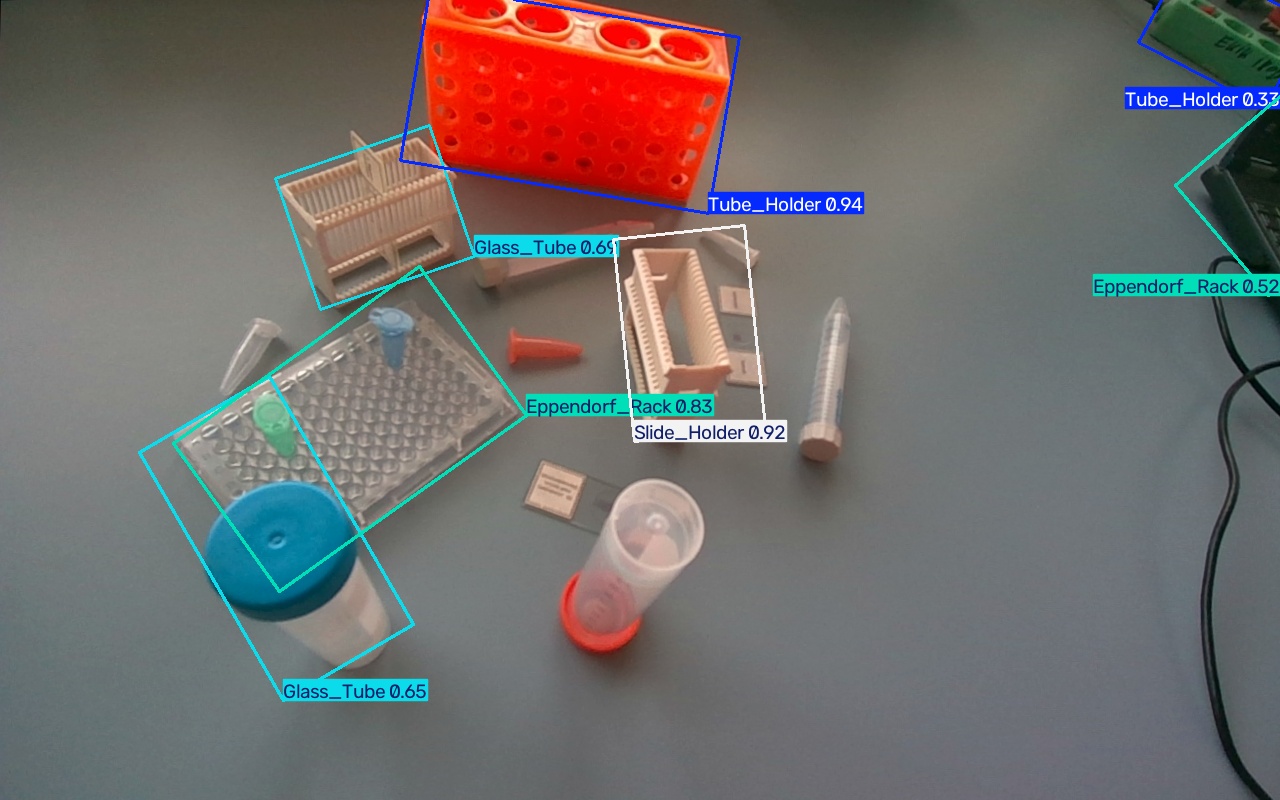 Tube_Holder 0.33
Tube_Holder 0.94
Glass_Tube 0.69
Eppendorf_Rack 0.52
Eppendorf_Rack 0.83
Slide_Holder 0.92
Glass_Tube 0.65